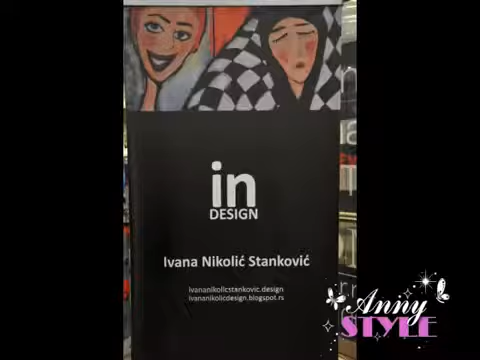 in
DESIGN
Ivana Nikolić Stanković
ivananikolicstankovic.design
ivananikolicdesign.blogspot.rs
Anny
STYLE